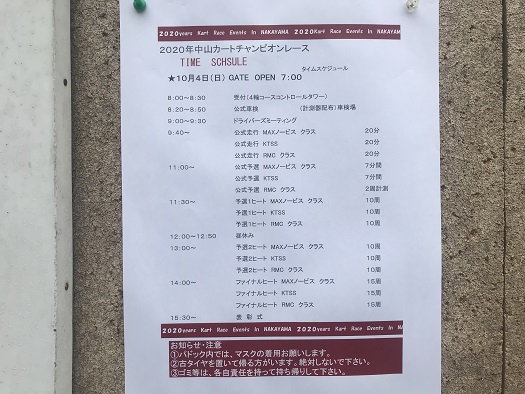 2020years Kart Race Events In NAKAYAMA 2020Kart Race Events In NAKAYAM
2020年中山カートチャンピオンレース
TIME SCHSULE タイムスケジュール
★10月4日(日) GATE OPEN 7:00
8:00～8:30 受付(4輪コースコントロールタワー)
8:20～8:50 公式車検 (計測器配布)車検場
9:00～9:30 ドライバーズミーティング
9:40～ 公式走行 MAXノービス クラス 20分
公式走行 KTSS 20分
公式走行 RMC クラス 20分
11:00～ 公式予選 MAXノービス クラス 7分間
公式予選 KTSS 7分間
公式予選 RMC クラス 2周計測
11:30～ 予選1ヒート MAXノービス クラス 10周
予選1ヒート KTSS 10周
予選1ヒート RMC クラス 10周
12:00～12:50 昼休み
13:00～ 予選2ヒート MAXノービス クラス 10周
予選2ヒート KTSS 10周
予選2ヒート RMC クラス 10周
14:00～ ファイナルヒート MAXノービス クラス 15周
ファイナルヒート KTSS 15周
ファイナルヒート RMC クラス 15周
15:30～ 表 彰 式
2020years Kart Race Events In NAKAYAMA 2020years Kart Race Events In NAK
お知らせ・注意
①パドック内では、マスクの着用お願いします。
②古タイヤを置いて帰る方がいます。絶対しないで下さい。
③ゴミ等は、各自責任を持って持ち帰りして下さい。